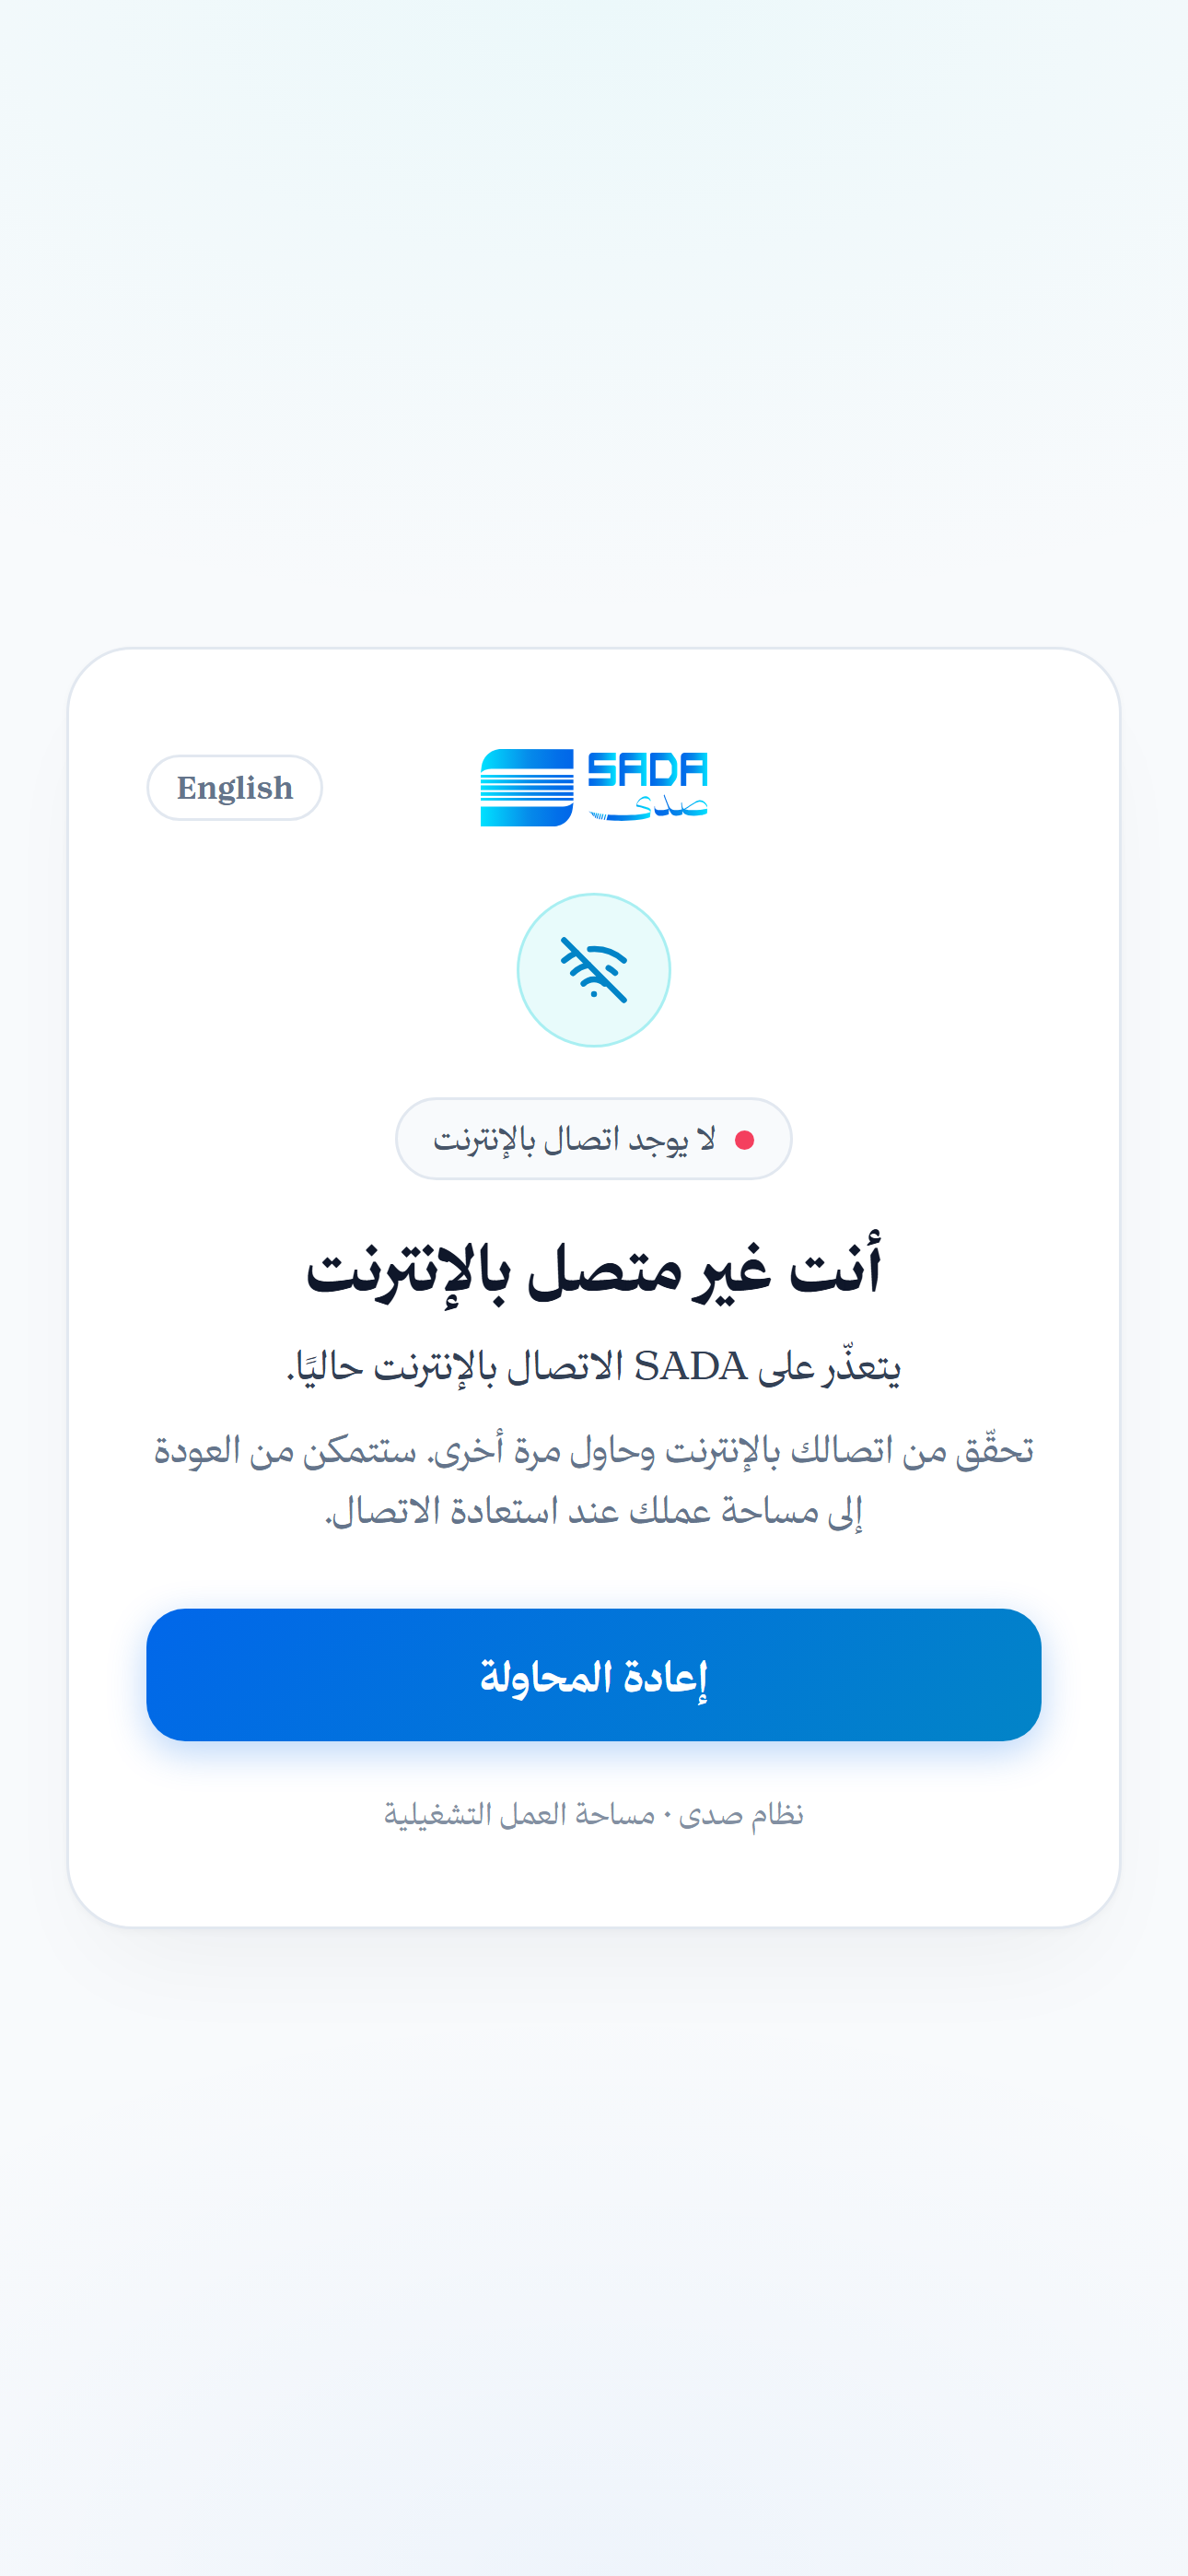 English
SADA
صدى
لا يوجد اتصال بالإنترنت
أنت غير متصل بالإنترنت
يتعذّر على SADA الاتصال بالإنترنت حاليًا.
تحقّق من اتصالك بالإنترنت وحاول مرة أخرى. ستتمكن من العودة
إلى مساحة عملك عند استعادة الاتصال.
إعادة المحاولة
نظام صدى • مساحة العمل التشغيلية